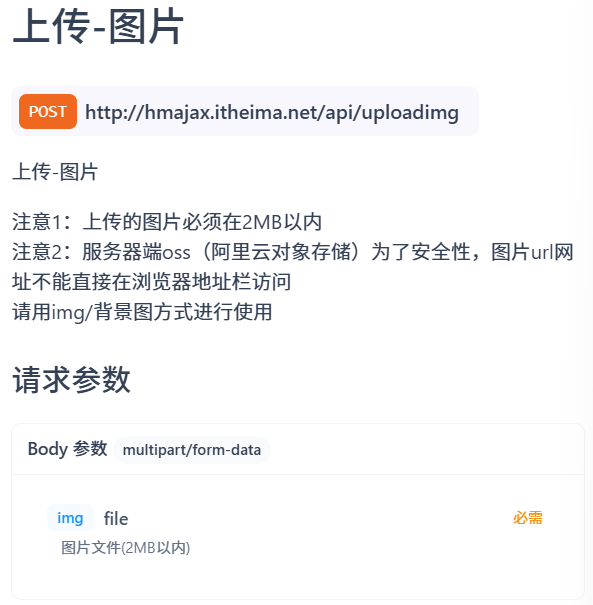 上传-图片
POST http://hmajax.itheima.net/api/uploadimg
上传-图片
注意1：上传的图片必须在2MB以内
注意2：服务器端oss（阿里云对象存储）为了安全性，图片url网
址不能直接在浏览器地址栏访问
请用img/背景图方式进行使用
请求参数
Body 参数 multipart/form-data
img file 必需
图片文件(2MB以内)